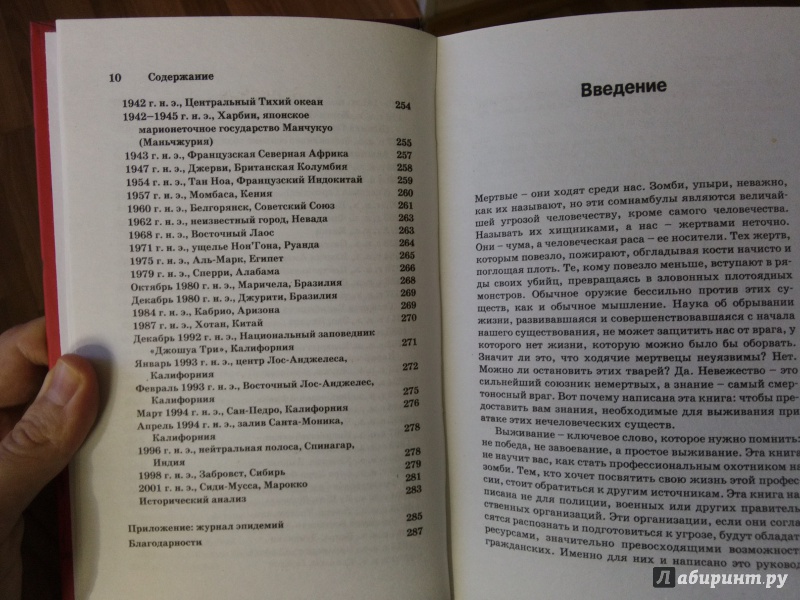 10 Содержание
1942 г. н. э., Центральный Тихий океан 254
1942–1945 г. н. э., Харбин, японское
марионеточное государство Манчукуо
(Маньчжурия) 255
1943 г. н. э., Французская Северная Африка 257
1947 г. н. э., Джерви, Британская Колумбия 258
1954 г. н. э., Тан Ноа, Французский Индокитай 259
1957 г. н. э., Момбаса, Кения 260
1960 г. н. э., Белгорянск, Советский Союз 261
1962 г. н. э., неизвестный город, Невада 263
1968 г. н. э., Восточный Лаос 263
1971 г. н. э., ущелье Нон'Гона, Руанда 264
1975 г. н. э., Аль-Марк, Египет 265
1979 г. н. э., Сперри, Алабама 266
Октябрь 1980 г. н. э., Маричела, Бразилия 268
Декабрь 1980 г. н. э., Джурити, Бразилия 269
1984 г. н. э., Кабрио, Аризона 269
1987 г. н. э., Хотан, Китай 270
Декабрь 1992 г. н. э., Национальный заповедник
«Джошуа Три», Калифорния 271
Январь 1993 г. н. э., центр Лос-Анджелеса,
Калифорния 272
Февраль 1993 г. н. э., Восточный Лос-Анджелес,
Калифорния 275
Март 1994 г. н. э., Сан-Педро, Калифорния 276
Апрель 1994 г. н. э., залив Санта-Моника,
Калифорния 278
1996 г. н. э., нейтральная полоса, Спинагар,
Индия 278
1998 г. н. э., Забровст, Сибирь 279
2001 г. н. э., Сиди-Мусса, Марокко 281
Исторический анализ 283
Приложение: журнал эпидемий 285
Благодарности 287
Введение
Мертвые – они ходят среди нас. Зомби, упыри, неважно,
как их называют, но эти сомнамбулы являются величай-
шей угрозой человечеству, кроме самого человечества.
Называть их хищниками, а нас – жертвами неточно.
Они – чума, а человеческая раса – ее носители. Тех жертв,
которым повезло, пожирают, обгладывая кости начисто и
поглощая плоть. Те, кому повезло меньше, вступают в ря-
ды своих убийц, превращаясь в зловонных плотоядных
монстров. Обычное оружие бессильно против этих су-
ществ, как и обычное мышление. Наука об обрывании
жизни, развивавшаяся и совершенствовавшаяся с начала
нашего существования, не может защитить нас от врага, у
которого нет жизни, которую можно было бы оборвать.
Значит ли это, что ходячие мертвецы неуязвимы? Нет.
Можно ли остановить этих тварей? Да. Невежество – это
сильнейший союзник немертвых, а знание – самый смер-
тоносный враг. Вот почему написана эта книга: чтобы пре-
доставить вам знания, необходимые для выживания при
атаке этих нечеловеческих существ.
Выживание – ключевое слово, которое нужно помнить:
не победа, не завоевание, а простое выживание. Эта книга
не научит вас, как стать профессиональным охотником на
зомби. Тем, кто хочет посвятить свою жизнь этой профес-
сии, стоит обратиться к другим источникам. Эта книга на-
писана не для полиции, военных или других правитель-
ственных организаций. Эти организации, если они согла
сятся распознать и подготовиться к угрозе, будут обладат
ресурсами, значительно превосходящими возможност
гражданских. Именно для них и написано это руковод
Лабиринт.ру